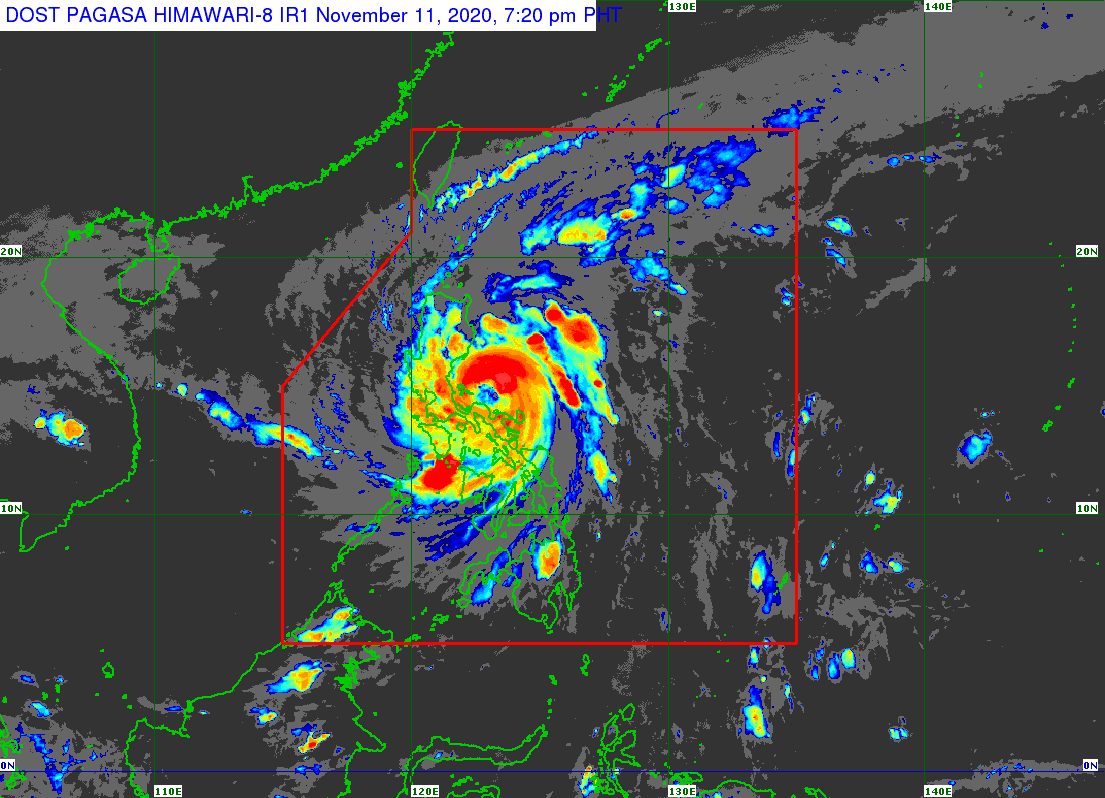 DOST PAGASA HIMAWARI-8 IR1 November 11, 2020, 7:20 pm PHT
130E 140E
20N 20N
10N 10N
0N 0N
110E 120E 130E 140E